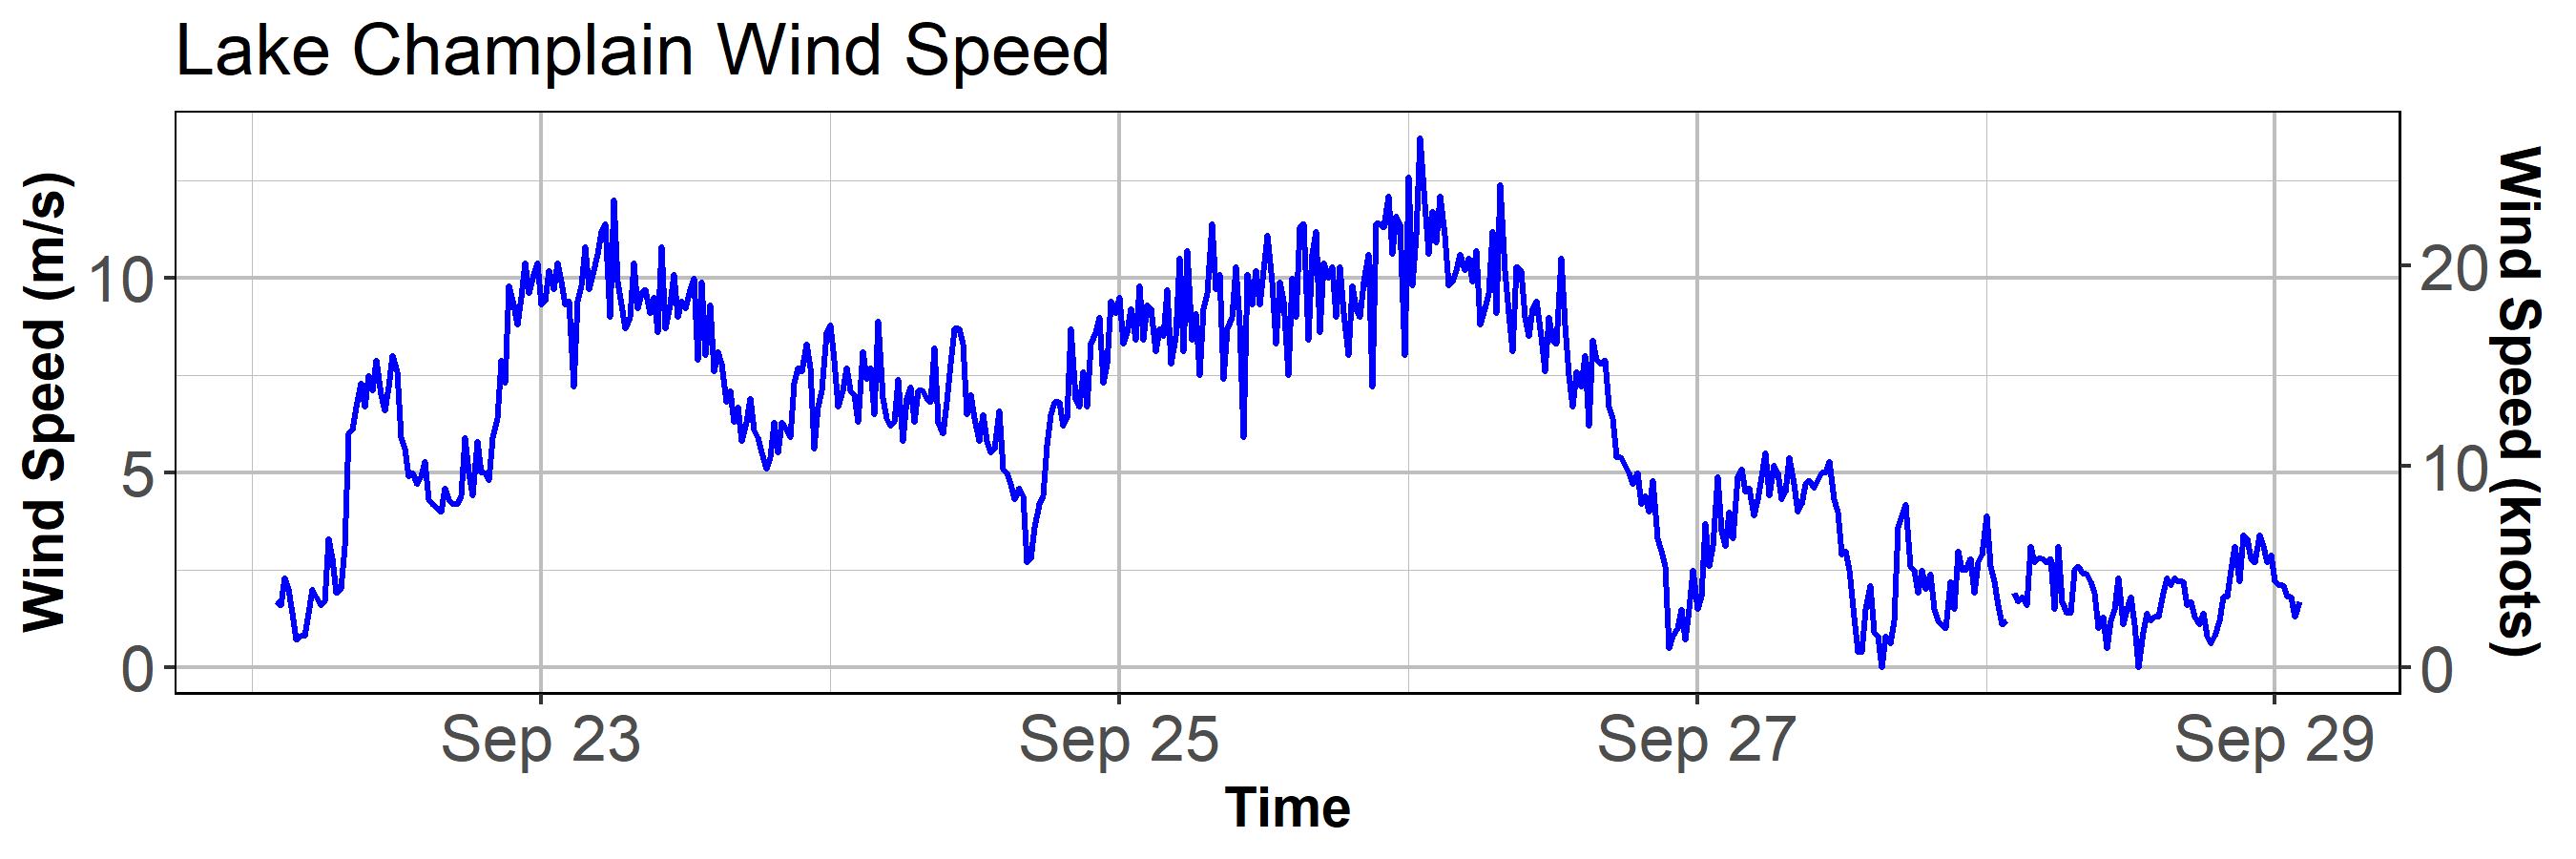 Lake Champlain Wind Speed
Wind Speed (m/s)
10
5
0
20
10
0
Wind Speed (knots)
Sep 23
Sep 25
Sep 27
Sep 29
Time